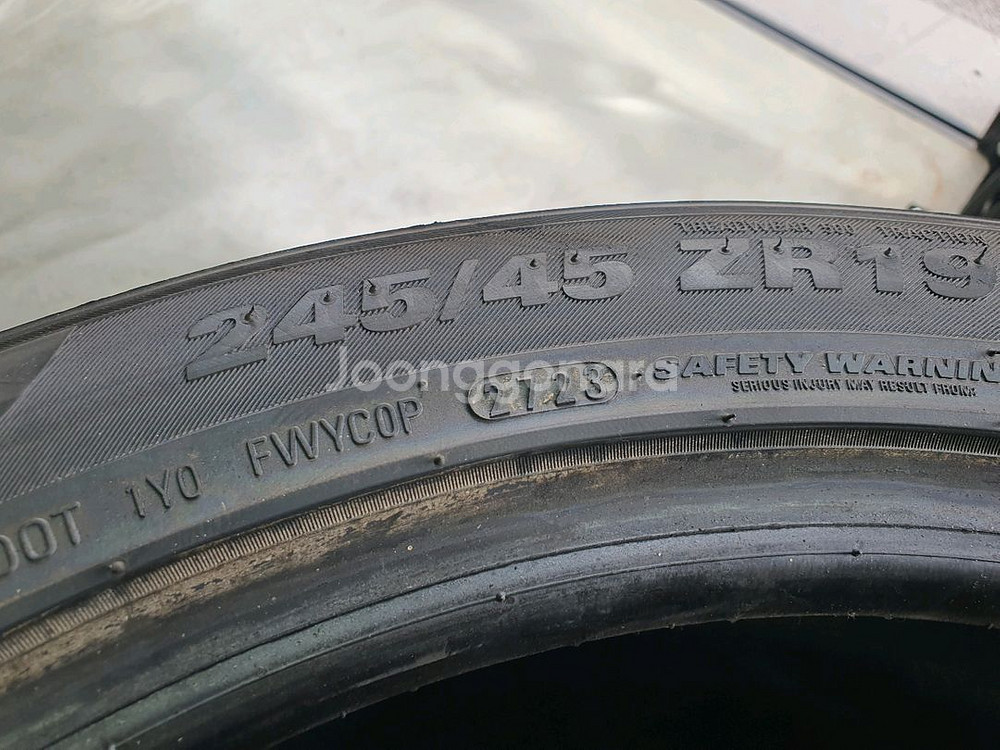 245/45 ZR19
Joonggonara
DOT 1Y0 FWYC0P 2723 SAFETY WARNIN
SERIOUS INJURY MAY RESULT FROM: